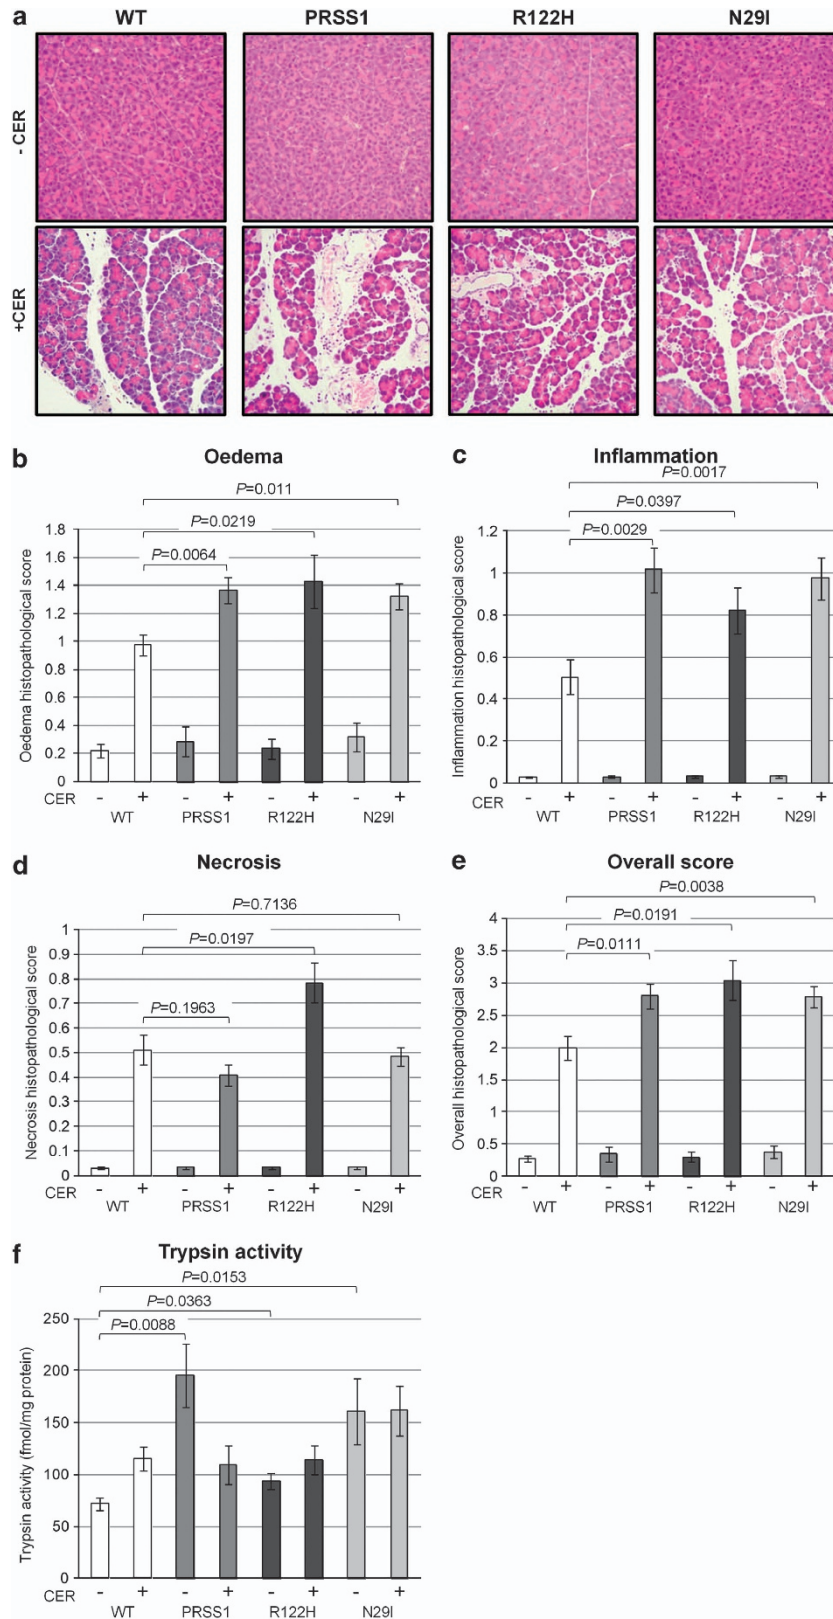 a
WT PRSS1 R122H N29I
- CER
+CER
b
Oedema
P=0.011
P=0.0219
P=0.0064
Oedema histopathological score
1.8
1.6
1.4
1.2
1
0.8
0.6
0.4
0.2
0
CER - + - + - + - +
WT PRSS1 R122H N29I
c
Inflammation
P=0.0017
P=0.0397
P=0.0029
Inflammation histopathological score
1.2
1
0.8
0.6
0.4
0.2
0
CER - + - + - + - +
WT PRSS1 R122H N29I
d
Necrosis
P=0.7136
P=0.0197
P=0.1963
Necrosis histopathological score
1
0.9
0.8
0.7
0.6
0.5
0.4
0.3
0.2
0.1
0
CER - + - + - + - +
WT PRSS1 R122H N29I
e
Overall score
P=0.0038
P=0.0191
P=0.0111
Overall histopathological score
4
3.5
3
2.5
2
1.5
1
0.5
0
CER - + - + - + - +
WT PRSS1 R122H N29I
f
Trypsin activity
P=0.0153
P=0.0363
P=0.0088
Trypsin activity (fmol/mg protein)
250
200
150
100
50
0
CER - + - + - + - +
WT PRSS1 R122H N29I